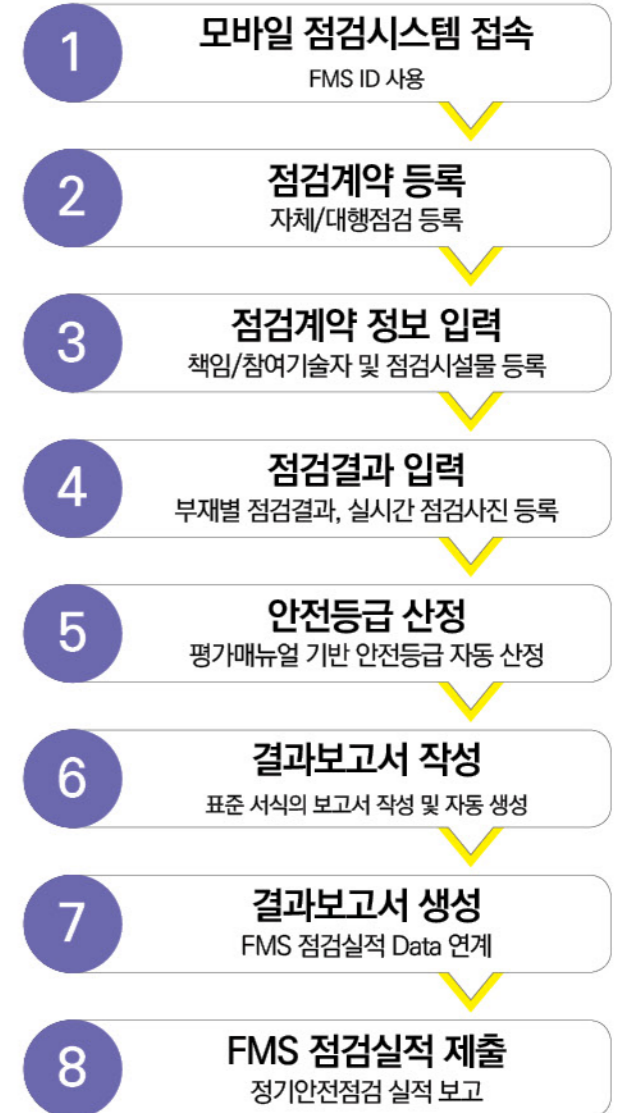 1
모바일 점검시스템 접속
FMS ID 사용
2
점검계약 등록
자체/대행점검 등록
3
점검계약 정보 입력
책임/참여기술자 및 점검시설물 등록
4
점검결과 입력
부재별 점검결과, 실시간 점검사진 등록
5
안전등급 산정
평가매뉴얼 기반 안전등급 자동 산정
6
결과보고서 작성
표준 서식의 보고서 작성 및 자동 생성
7
결과보고서 생성
FMS 점검실적 Data 연계
8
FMS 점검실적 제출
정기안전점검 실적 보고